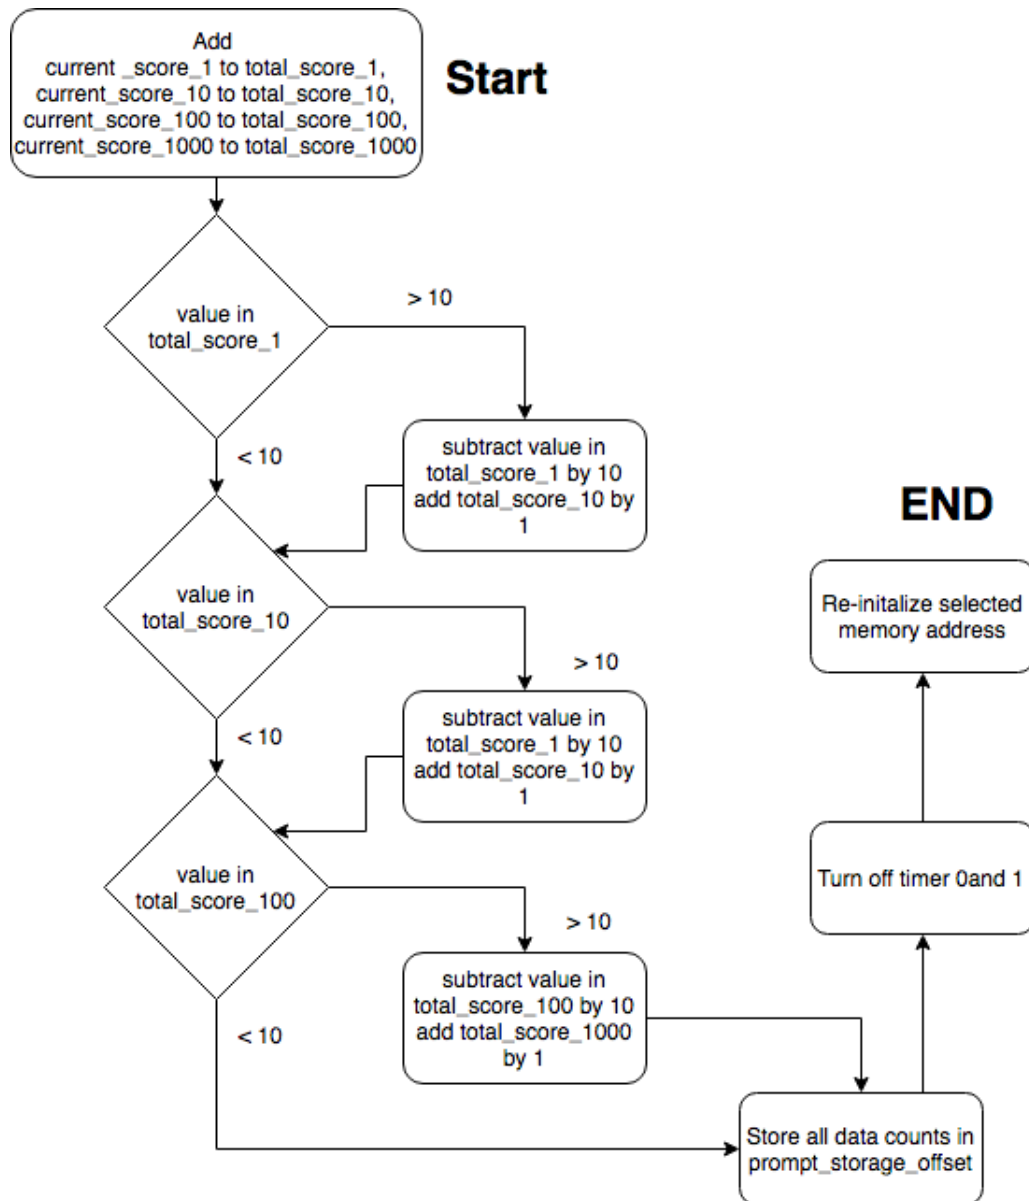 Add
current _score_1 to total_score_1,
current_score_10 to total_score_10,
current_score_100 to total_score_100,
current_score_1000 to total_score_1000
Start
value in
total_score_1
> 10
< 10
subtract value in
total_score_1 by 10
add total_score_10 by
1
value in
total_score_10
> 10
< 10
subtract value in
total_score_1 by 10
add total_score_10 by
1
value in
total_score_100
> 10
< 10
subtract value in
total_score_100 by 10
add total_score_1000
by 1
Store all data counts in
prompt_storage_offset
Turn off timer 0and 1
Re-initalize selected
memory address
END